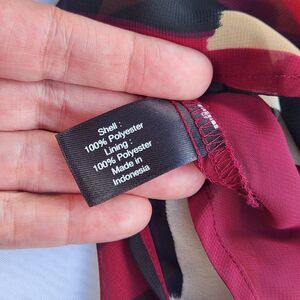 Shell :
100% Polyester
Lining :
100% Polyester
Made in
Indonesia